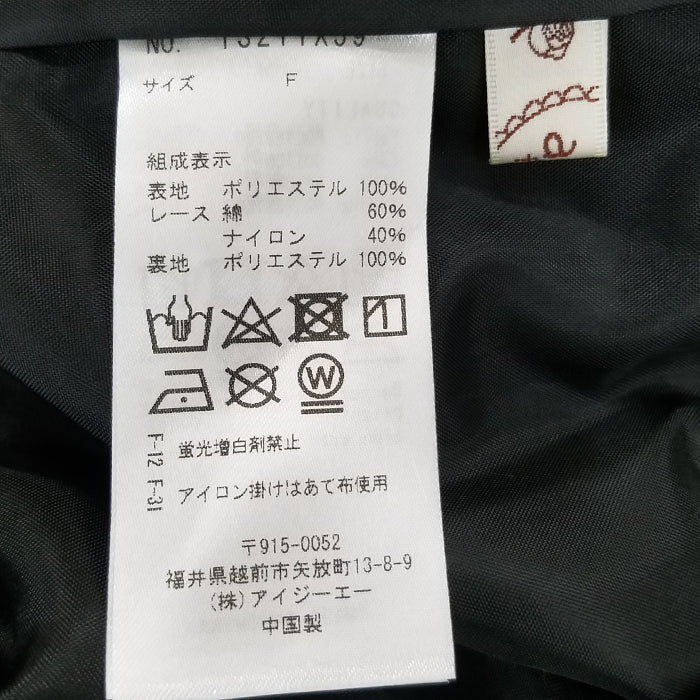 No.
サイズ F
組成表示
表地 ポリエステル 100%
レース 綿 60%
ナイロン 40%
裏地 ポリエステル 100%
W
F-12 蛍光増白剤禁止
F-31 アイロン掛けはあて布使用
〒915-0052
福井県越前市矢放町13-8-9
(株)アイジーエー
中国製